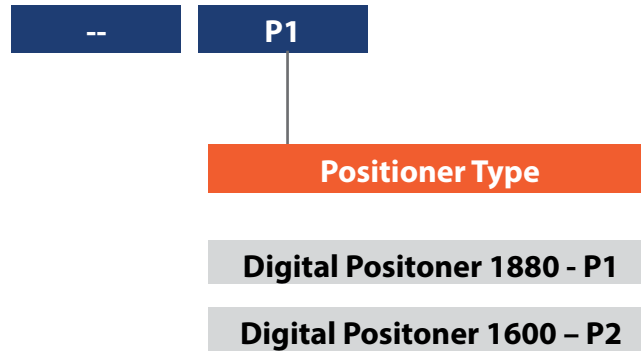 -- P1
Positioner Type
Digital Positoner 1880 - P1
Digital Positoner 1600 – P2